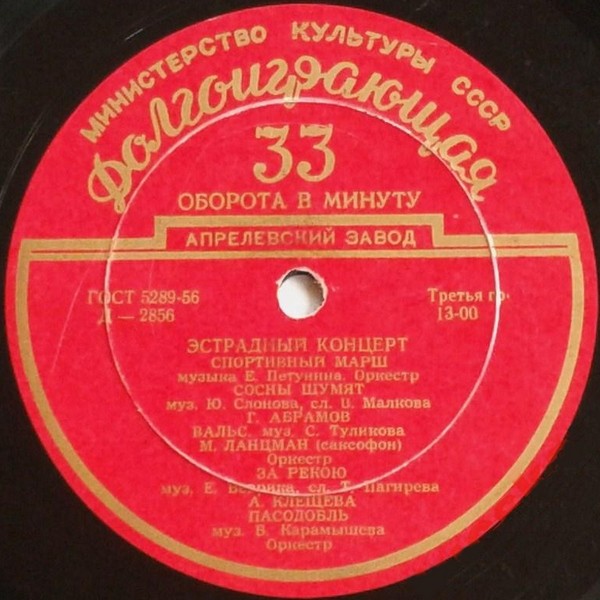 МИНИСТЕРСТВО КУЛЬТУРЫ СССР
Долгоиграющая
33
ОБОРОТА В МИНУТУ
АПРЕЛЕВСКИЙ ЗАВОД
ГОСТ 5289-56
Д — 2856
Третья
13-00
ЭСТРАДНЫЙ КОНЦЕРТ
СПОРТИВНЫЙ МАРШ
музыка Е. Петунина. Оркестр
СОСНЫ ШУМЯТ
муз. Ю. Слонова, сл. В. Малкова
Г. АБРАМОВ
ВАЛЬС, муз. С. Туликова
М. ЛАНЦМАН (саксофон)
Оркестр
ЗА РЕКОЮ
муз. Е. сл. Т.
А. КЛЕЩЕВА
ПАСОДОБЛЬ
муз. В. Карамышева
Оркестр